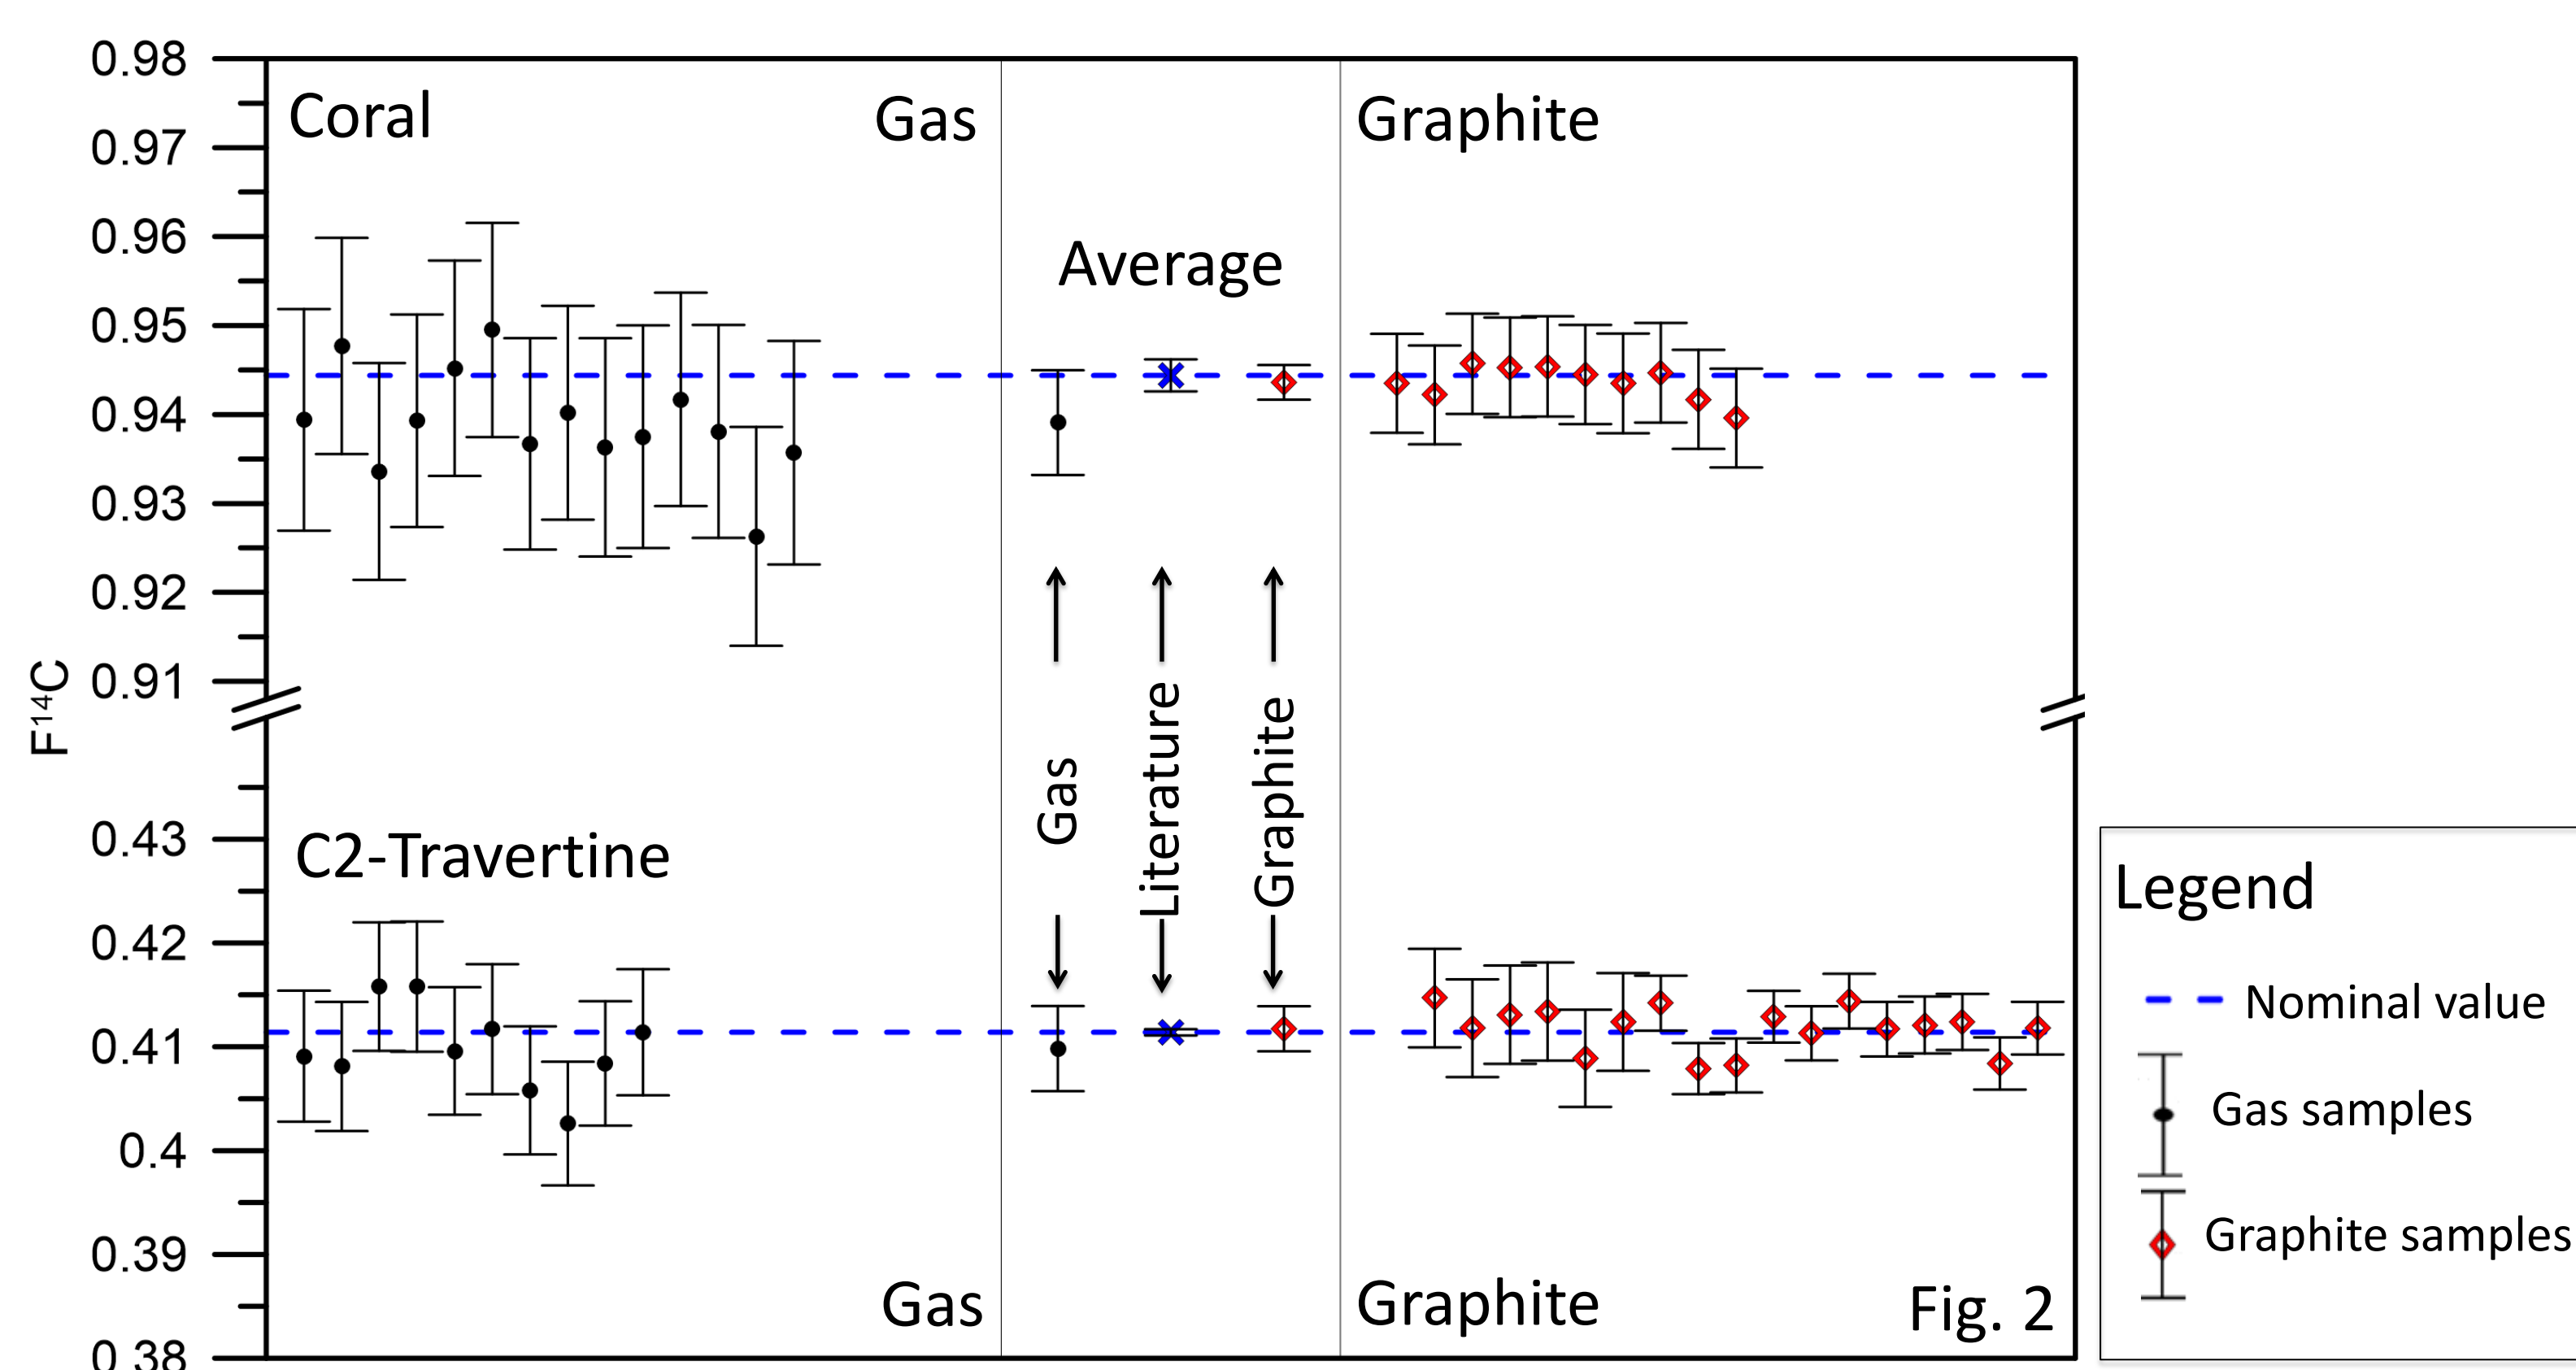 0.98
0.97
0.96
0.95
0.94
0.93
0.92
0.91
0.43
0.42
0.41
0.4
0.39
0.38
F¹⁴C
Coral
Gas
Graphite
Average
Gas
Literature
Graphite
C2-Travertine
Gas
Graphite
Fig. 2
Legend
Nominal value
Gas samples
Graphite samples